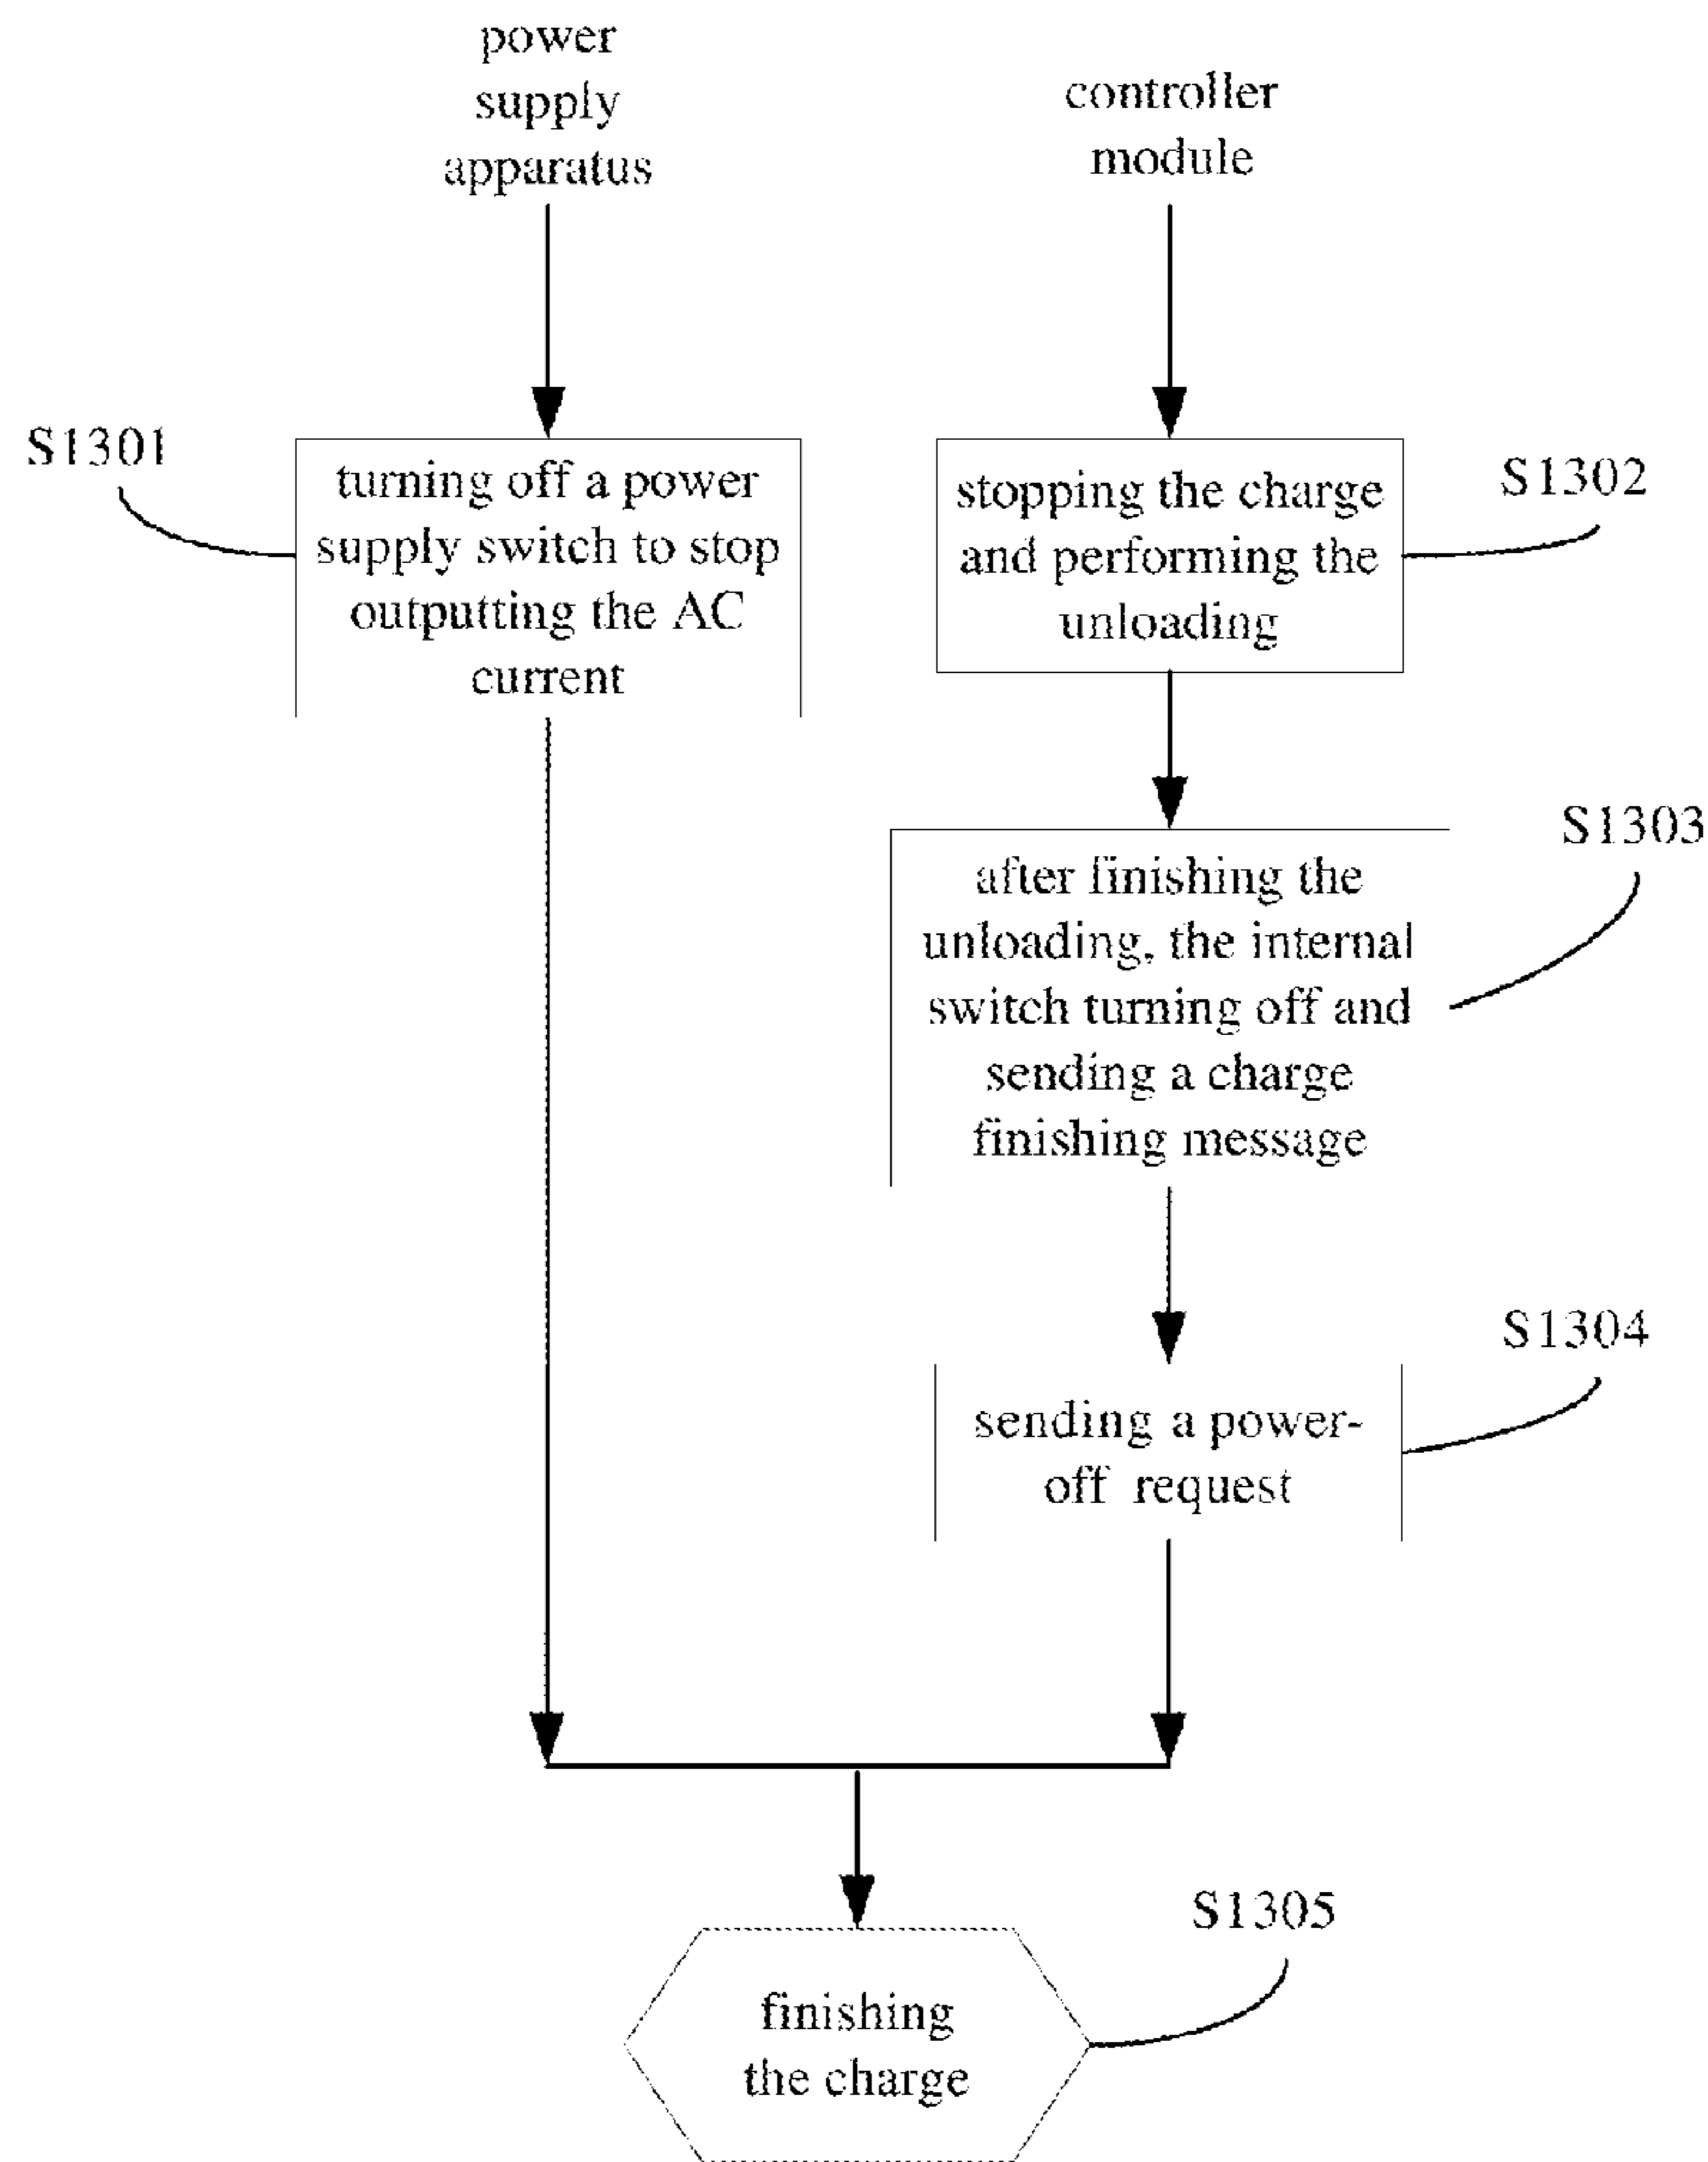 power
supply
apparatus
controller
module
S1301
turning off a power
supply switch to stop
outputting the AC
current
stopping the charge
and performing the
unloading
S1302
after finishing the
unloading, the internal
switch turning off and
sending a charge
finishing message
S1303
sending a power-
off request
S1304
finishing
the charge
S1305